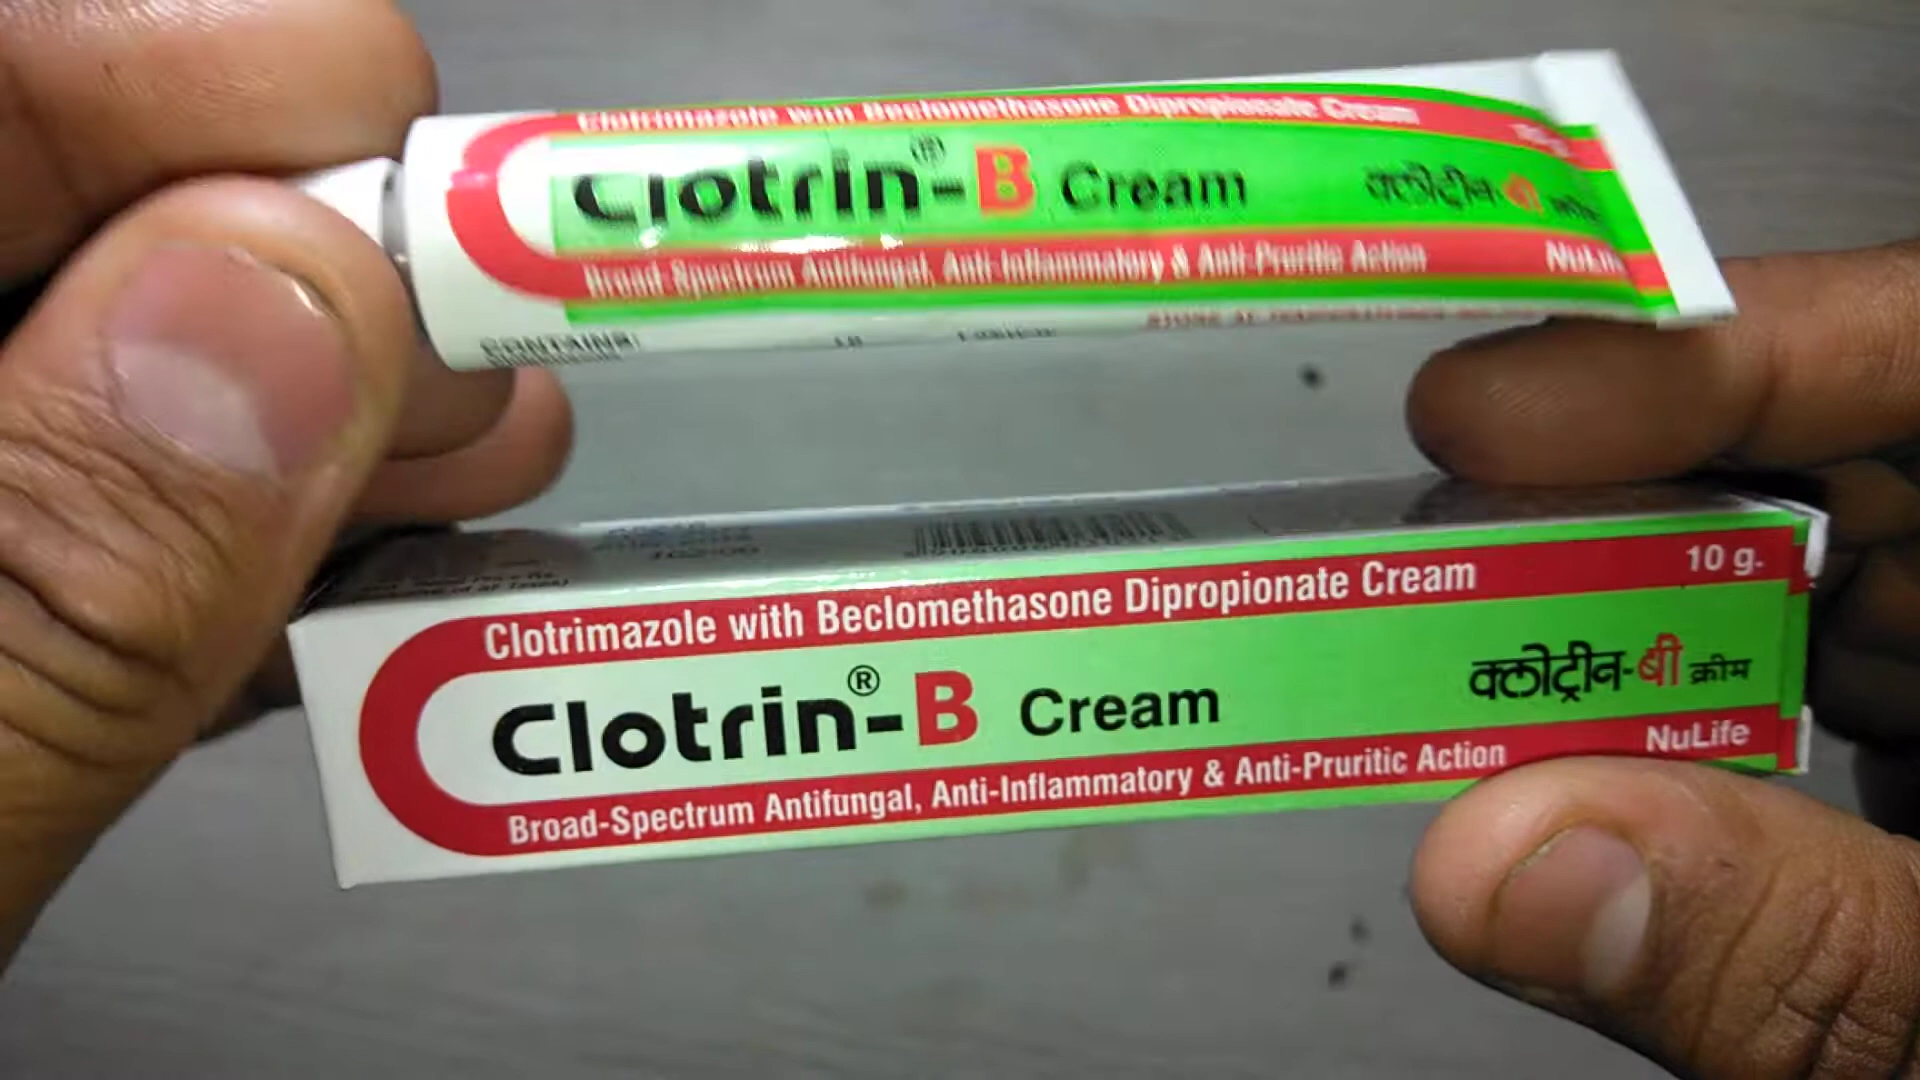 Clotrimazole with Beclomethasone Dipropionate Cream
Clotrin®-B Cream क्लोट्रीन-बी
Broad-Spectrum Antifungal, Anti-Inflammatory & Anti-Pruritic Action
CONTAINS:
Clotrimazole with Beclomethasone Dipropionate Cream 10 g.
Clotrin®-B Cream क्लोट्रीन-बी क्रीम
Broad-Spectrum Antifungal, Anti-Inflammatory & Anti-Pruritic Action NuLife